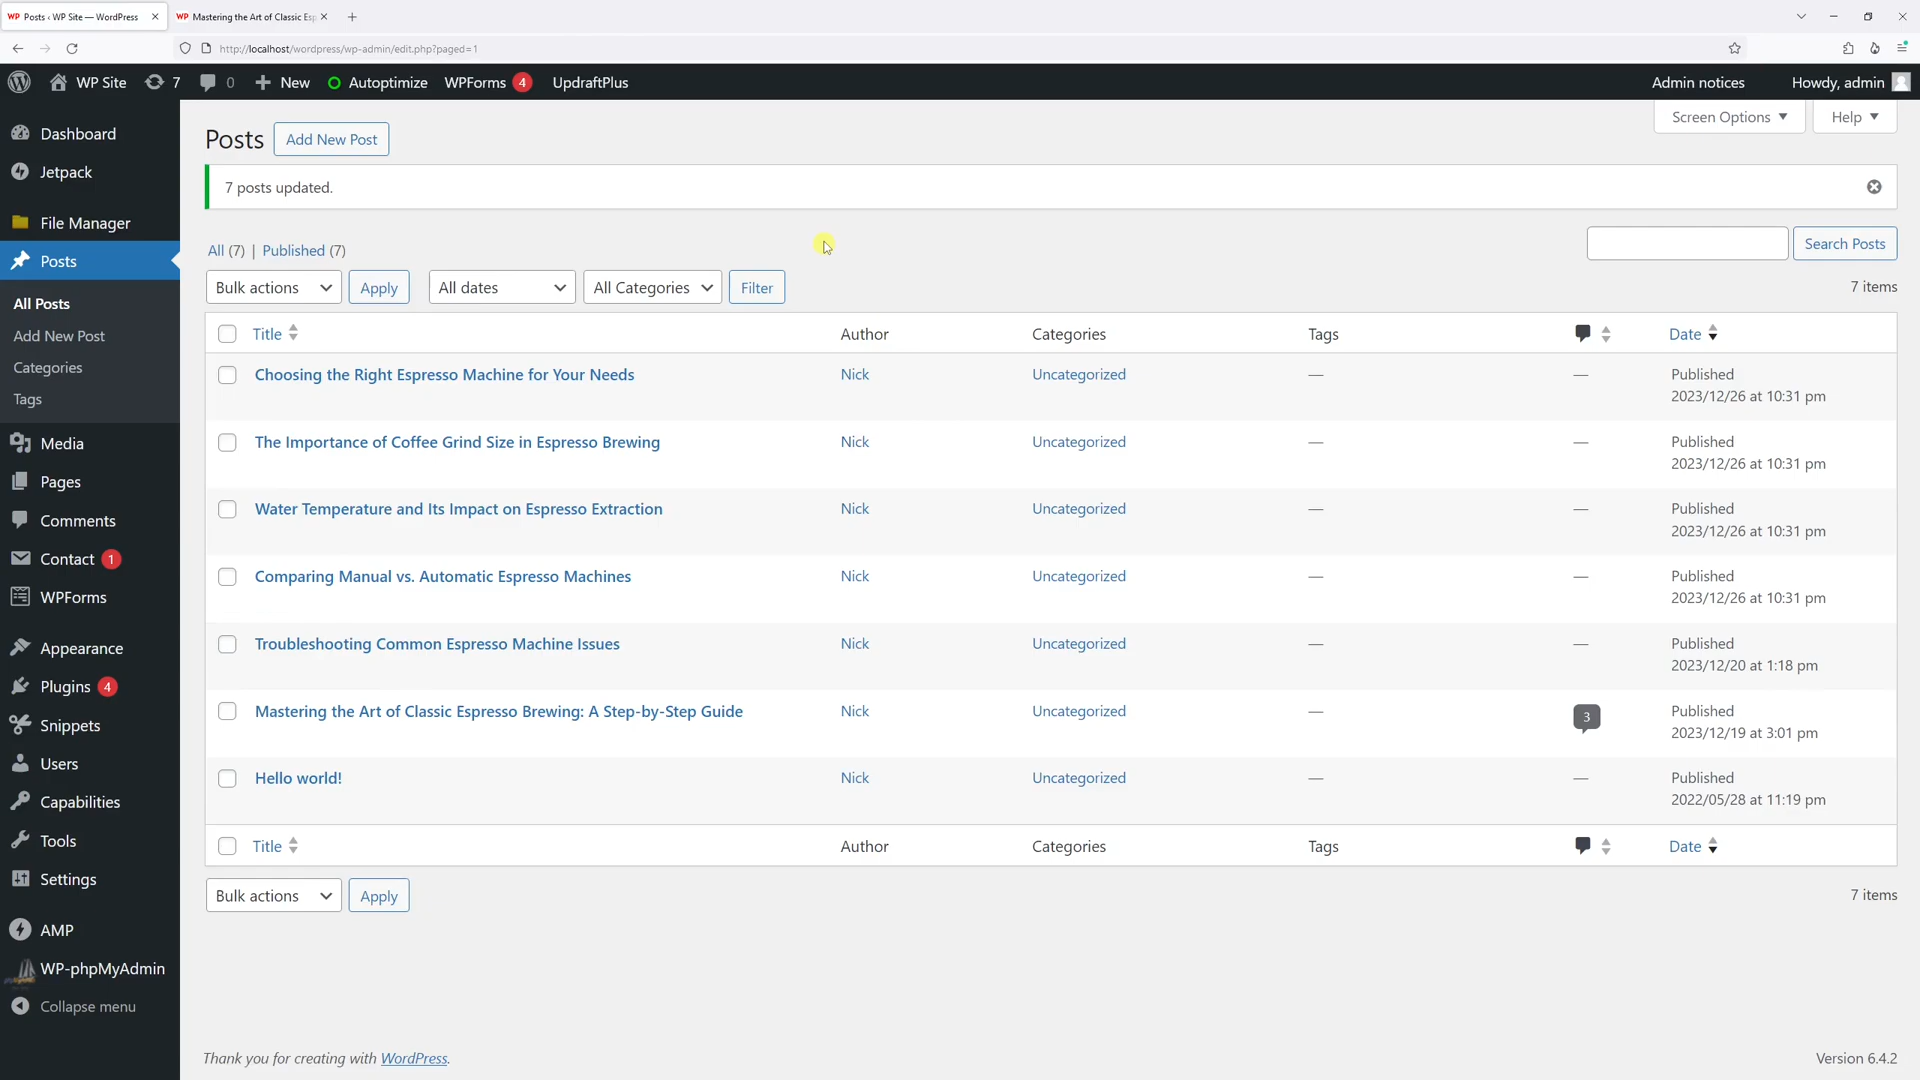 WP Posts ‹ WP Site — WordPress
WP Mastering the Art of Classic Esp
http://localhost/wordpress/wp-admin/edit.php?paged=1
WP Site 7 0 New Autoptimize WPForms 4 UpdraftPlus Admin notices Howdy, admin
Dashboard
Jetpack
File Manager
Posts
All Posts
Add New Post
Categories
Tags
Media
Pages
Comments
Contact 1
WPForms
Appearance
Plugins 4
Snippets
Users
Capabilities
Tools
Settings
AMP
WP-phpMyAdmin
Collapse menu
Screen Options Help
Posts Add New Post
7 posts updated.
All (7) | Published (7)
Search Posts
Bulk actions Apply All dates All Categories Filter 7 items
Title Author Categories Tags Date
Choosing the Right Espresso Machine for Your Needs Nick Uncategorized — — Published
2023/12/26 at 10:31 pm
The Importance of Coffee Grind Size in Espresso Brewing Nick Uncategorized — — Published
2023/12/26 at 10:31 pm
Water Temperature and Its Impact on Espresso Extraction Nick Uncategorized — — Published
2023/12/26 at 10:31 pm
Comparing Manual vs. Automatic Espresso Machines Nick Uncategorized — — Published
2023/12/26 at 10:31 pm
Troubleshooting Common Espresso Machine Issues Nick Uncategorized — — Published
2023/12/20 at 1:18 pm
Mastering the Art of Classic Espresso Brewing: A Step-by-Step Guide Nick Uncategorized — 3 Published
2023/12/19 at 3:01 pm
Hello world! Nick Uncategorized — — Published
2022/05/28 at 11:19 pm
Title Author Categories Tags Date
Bulk actions Apply 7 items
Thank you for creating with WordPress. Version 6.4.2